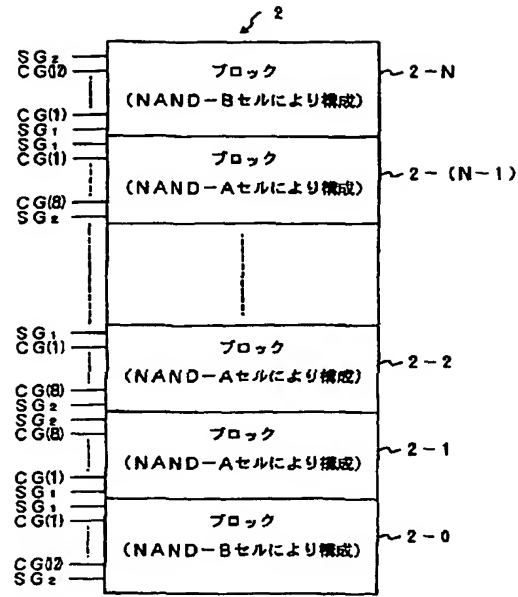 2
SG₂
CG(12)
ブロック
(NAND-Bセルにより構成)
2-N
CG(1)
SG₁
SG₁
CG(1)
ブロック
(NAND-Aセルにより構成)
2-(N-1)
CG(8)
SG₂
SG₁
CG(1)
ブロック
(NAND-Aセルにより構成)
2-2
CG(8)
SG₂
SG₂
CG(8)
ブロック
(NAND-Aセルにより構成)
2-1
CG(1)
SG₁
SG₁
CG(1)
ブロック
(NAND-Bセルにより構成)
2-0
CG(12)
SG₂